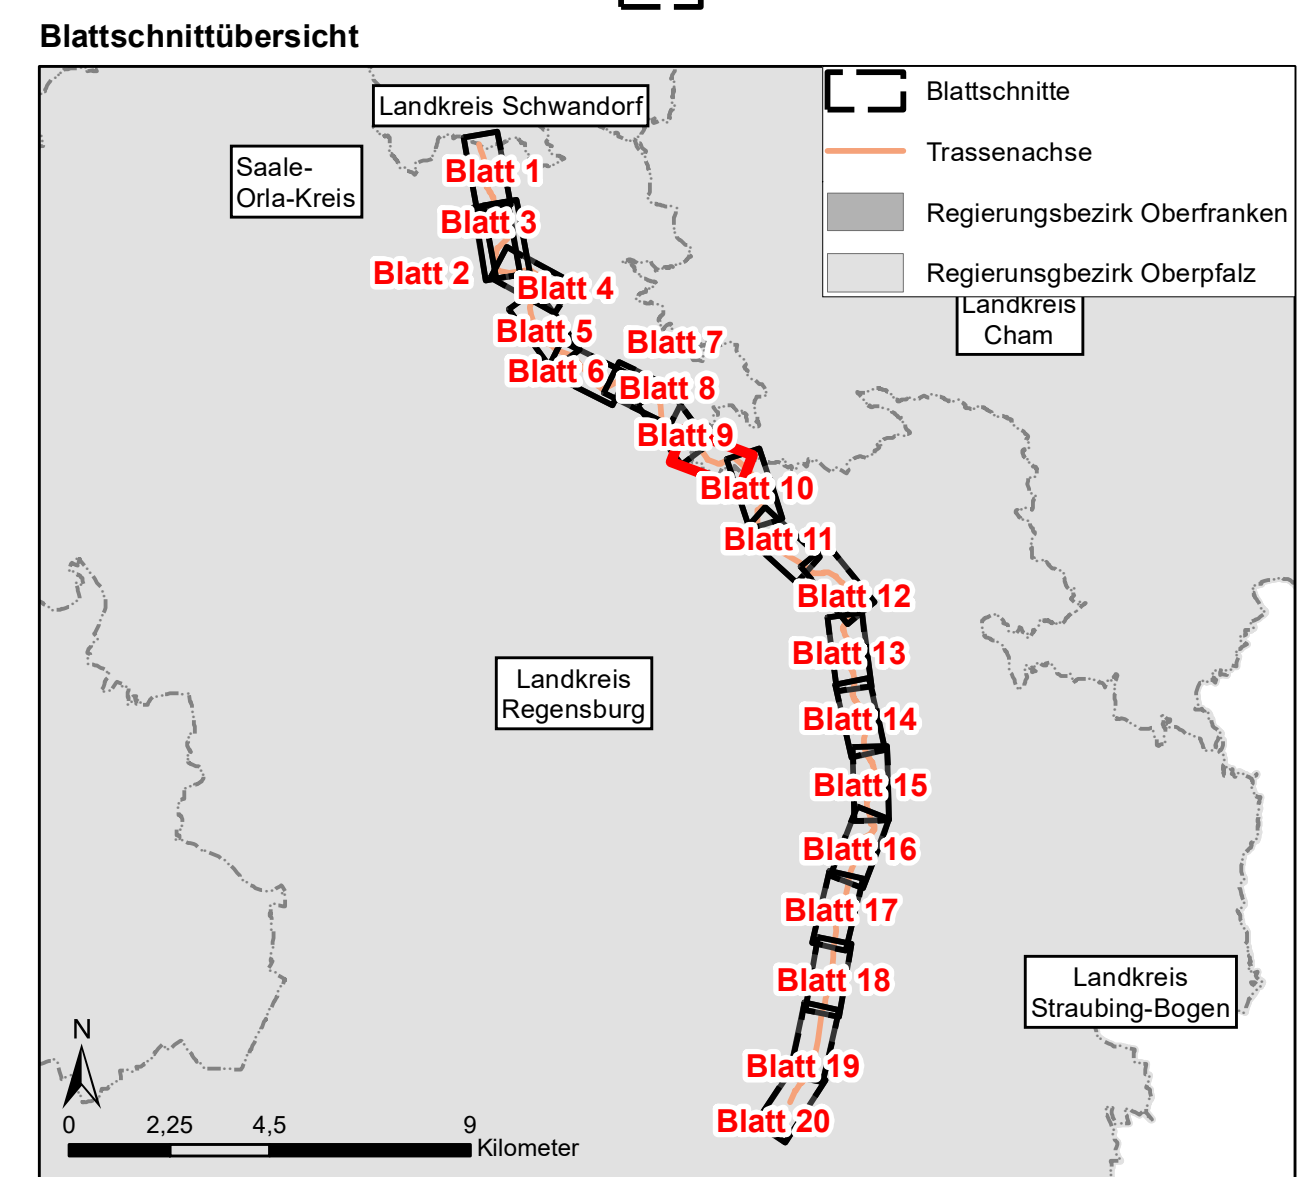 Blattschnittübersicht
Landkreis Schwandorf
Saale-
Orla-Kreis
Blattschnitte
Trassenachse
Regierungsbezirk Oberfranken
Regierunsgbezirk Oberpfalz
Landkreis
Cham
Blatt 1
Blatt 3
Blatt 2
Blatt 4
Blatt 5
Blatt 7
Blatt 6
Blatt 8
Blatt 9
Blatt 10
Blatt 11
Blatt 12
Blatt 13
Landkreis
Regensburg
Blatt 14
Blatt 15
Blatt 16
Blatt 17
Blatt 18
Landkreis
Straubing-Bogen
Blatt 19
Blatt 20
N
0 2,25 4,5 9
Kilometer